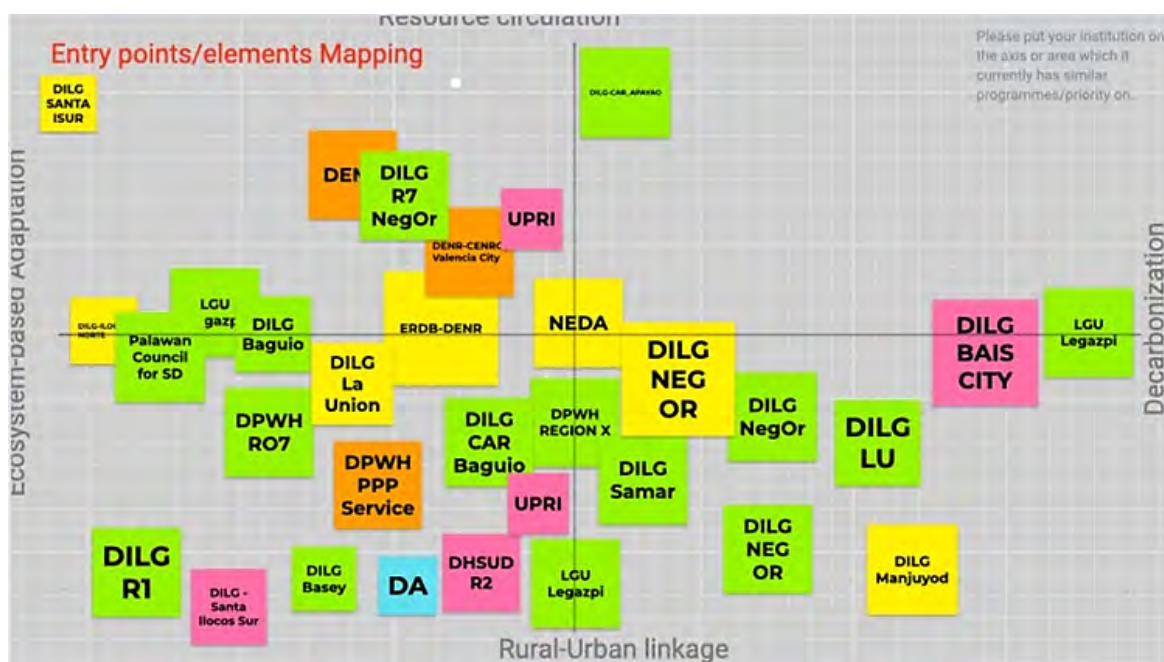 Resource circulation
Entry points/elements Mapping
Please put your institution on
the axis or area which it
currently has similar
programmes/priority on..
DILG
SANTA
ISUR
DILG-CAR_APAYAO
DEN
DILG
R7
NegOr
UPRI
DENR-CENRO
Valencia City
Ecosystem-based Adaptation
Decarbonization
DILG-ILO
NORTE
LGU
gazp
Palawan
Council
for SD
DILG
Baguio
ERDB-DENR
NEDA
DILG
La
Union
DILG
NEG
OR
DILG
BAIS
CITY
LGU
Legazpi
DPWH
RO7
DILG
CAR
Baguio
DPWH
REGION X
DILG
NegOr
DILG
LU
DPWH
PPP
Service
UPRI
DILG
Samar
DILG
R1
DILG -
Santa
Ilocos Sur
DILG
Basey
DA
DHSUD
R2
LGU
Legazpi
DILG
NEG
OR
DILG
Manjuyod
Rural-Urban linkage